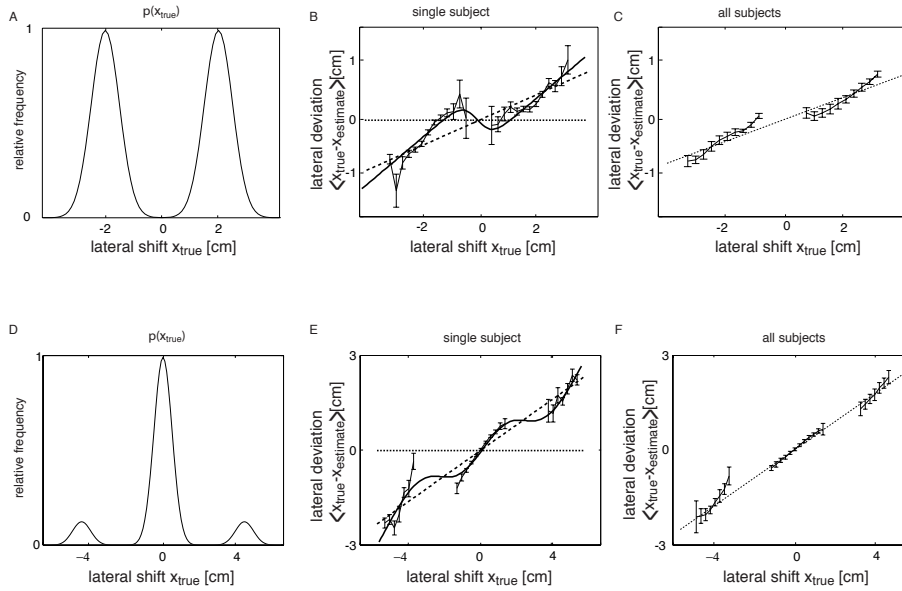 A
p(x_true)
1
relative frequency
0
-2
0
2
lateral shift x_true [cm]
B
single subject
lateral deviation
<x_true-x_estimate>[cm]
1
0
-1
-2
0
2
lateral shift x_true [cm]
C
all subjects
lateral deviation
<x_true-x_estimate>[cm]
1
0
-1
-2
0
2
lateral shift x_true [cm]
D
p(x_true)
1
relative frequency
0
−4
0
4
lateral shift x_true [cm]
E
single subject
lateral deviation
<x_true-x_estimate>[cm]
3
0
-3
−4
0
4
lateral shift x_true [cm]
F
all subjects
lateral deviation
<x_true-x_estimate>[cm]
3
0
-3
−4
0
4
lateral shift x_true [cm]